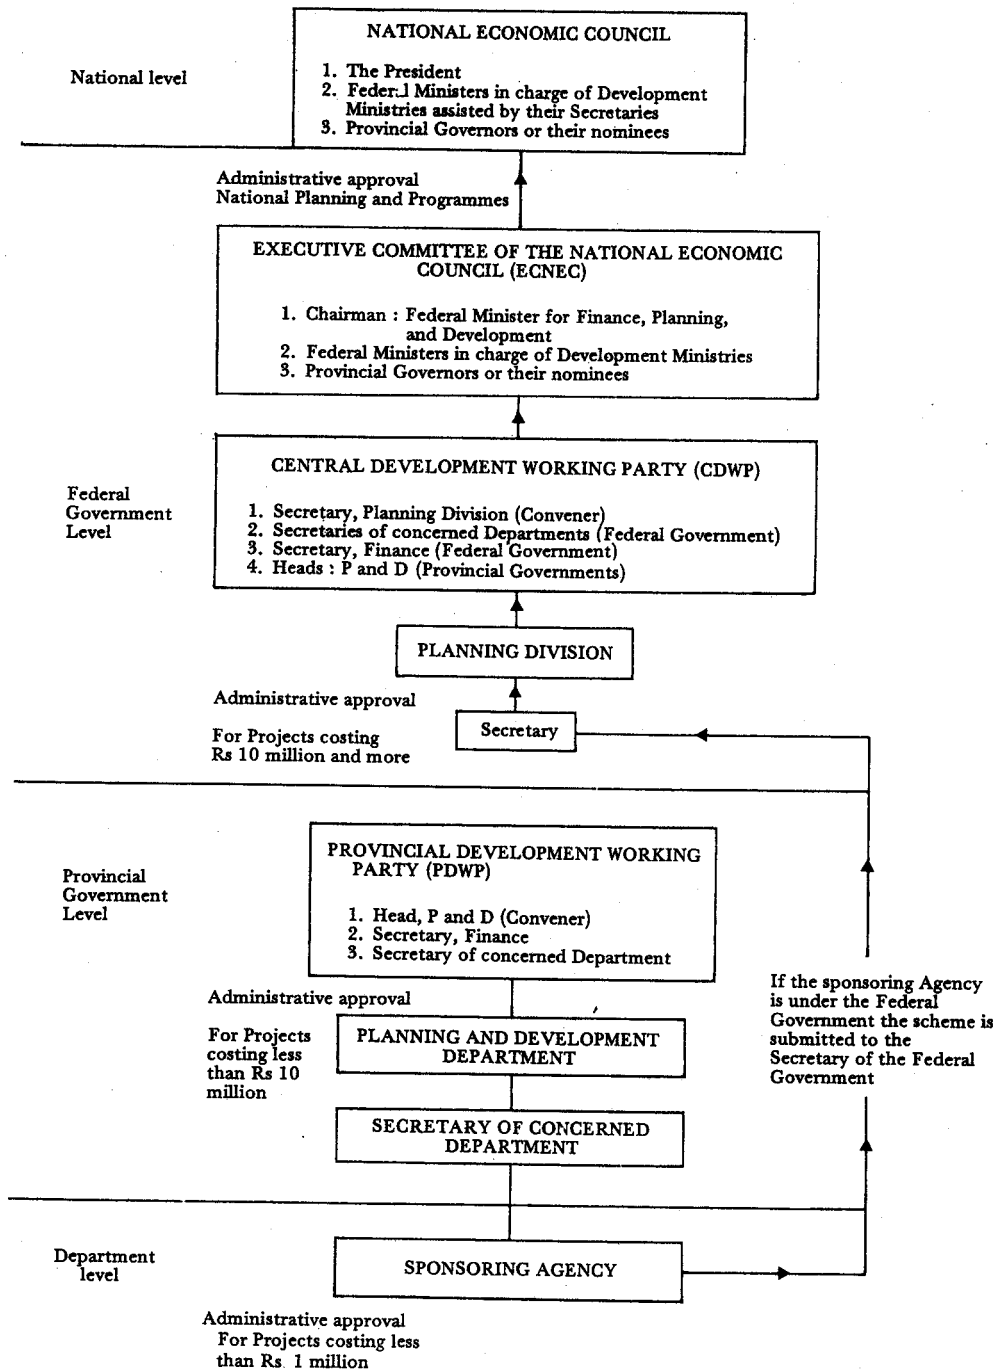 NATIONAL ECONOMIC COUNCIL
National level
1. The President
2. Federal Ministers in charge of Development
Ministries assisted by their Secretaries
3. Provincial Governors or their nominees
Administrative approval
National Planning and Programmes
EXECUTIVE COMMITTEE OF THE NATIONAL ECONOMIC
COUNCIL (ECNEC)
1. Chairman : Federal Minister for Finance, Planning,
and Development
2. Federal Ministers in charge of Development Ministries
3. Provincial Governors or their nominees
Federal
Government
Level
CENTRAL DEVELOPMENT WORKING PARTY (CDWP)
1. Secretary, Planning Division (Convener)
2. Secretaries of concerned Departments (Federal Government)
3. Secretary, Finance (Federal Government)
4. Heads : P and D (Provincial Governments)
PLANNING DIVISION
Administrative approval
For Projects costing
Rs 10 million and more
Secretary
Provincial
Government
Level
PROVINCIAL DEVELOPMENT WORKING
PARTY (PDWP)
1. Head, P and D (Convener)
2. Secretary, Finance
3. Secretary of concerned Department
If the sponsoring Agency
is under the Federal
Government the scheme is
submitted to the
Secretary of the Federal
Government
Administrative approval
For Projects
costing less
than Rs 10
million
PLANNING AND DEVELOPMENT
DEPARTMENT
SECRETARY OF CONCERNED
DEPARTMENT
Department
level
SPONSORING AGENCY
Administrative approval
For Projects costing less
than Rs. 1 million